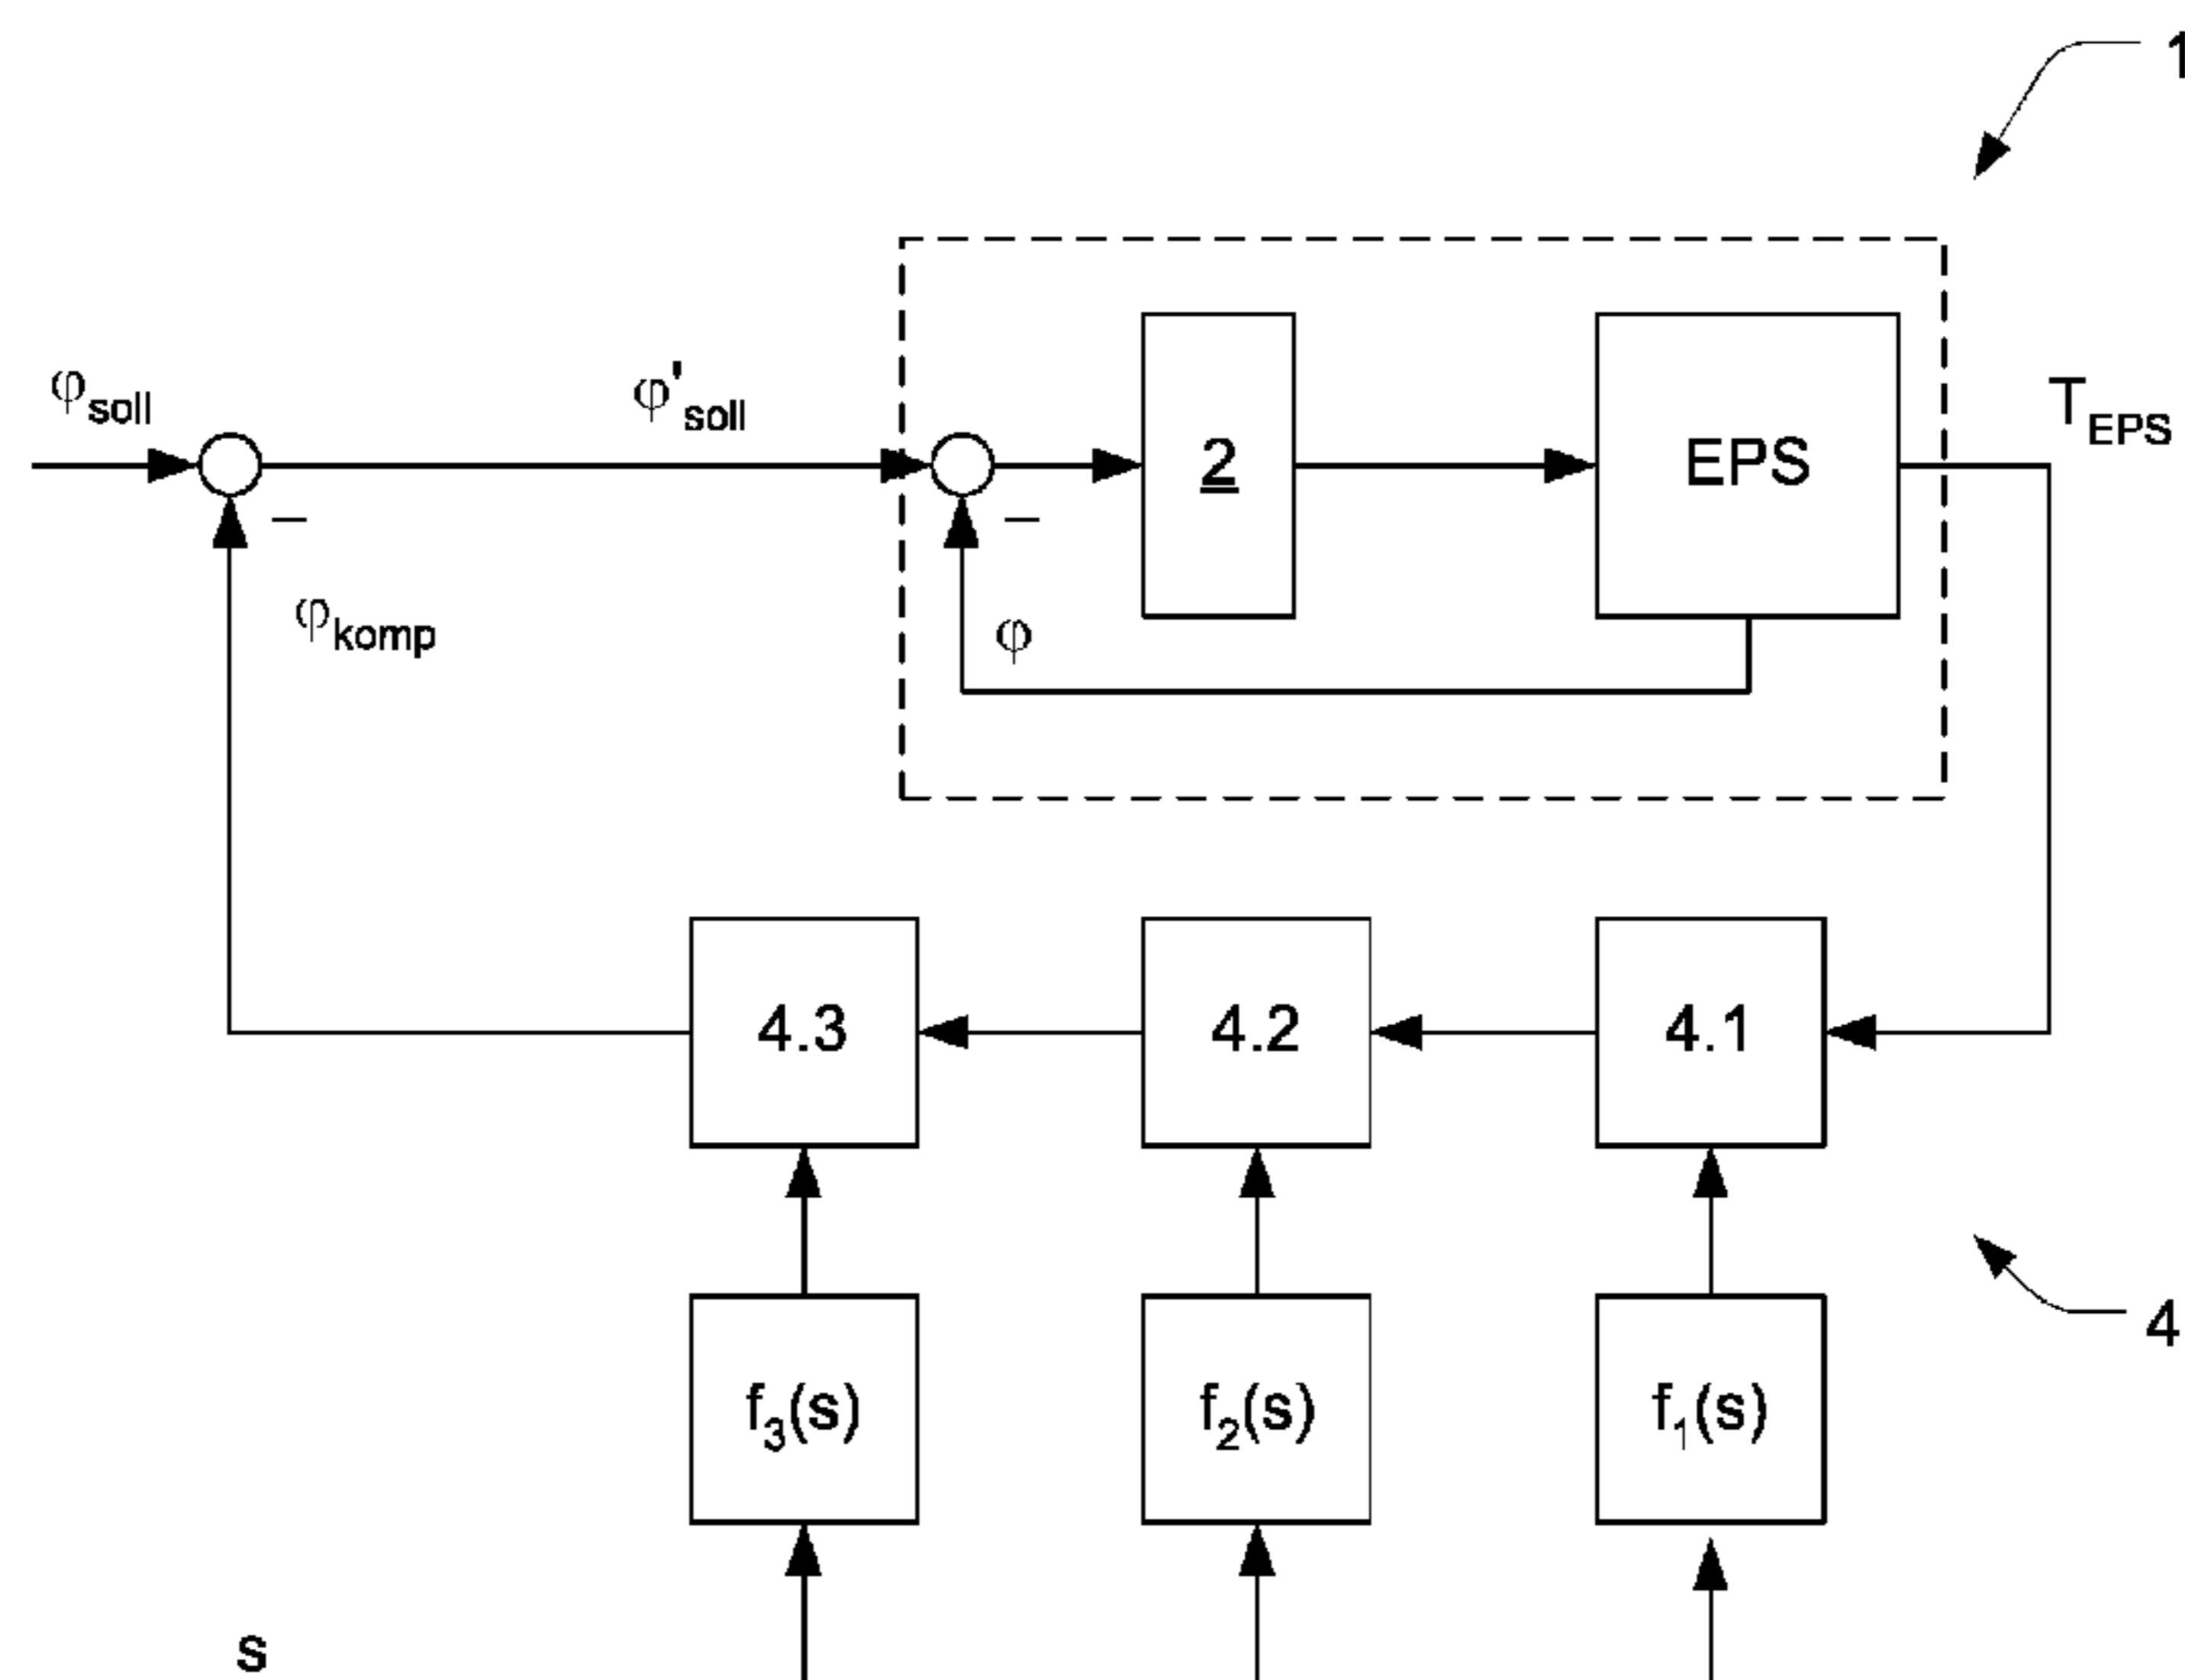 1
φsoll
φ'soll
2
EPS
TEPS
–
–
φkomp
φ
4.3
4.2
4.1
4
f3(s)
f2(s)
f1(s)
s